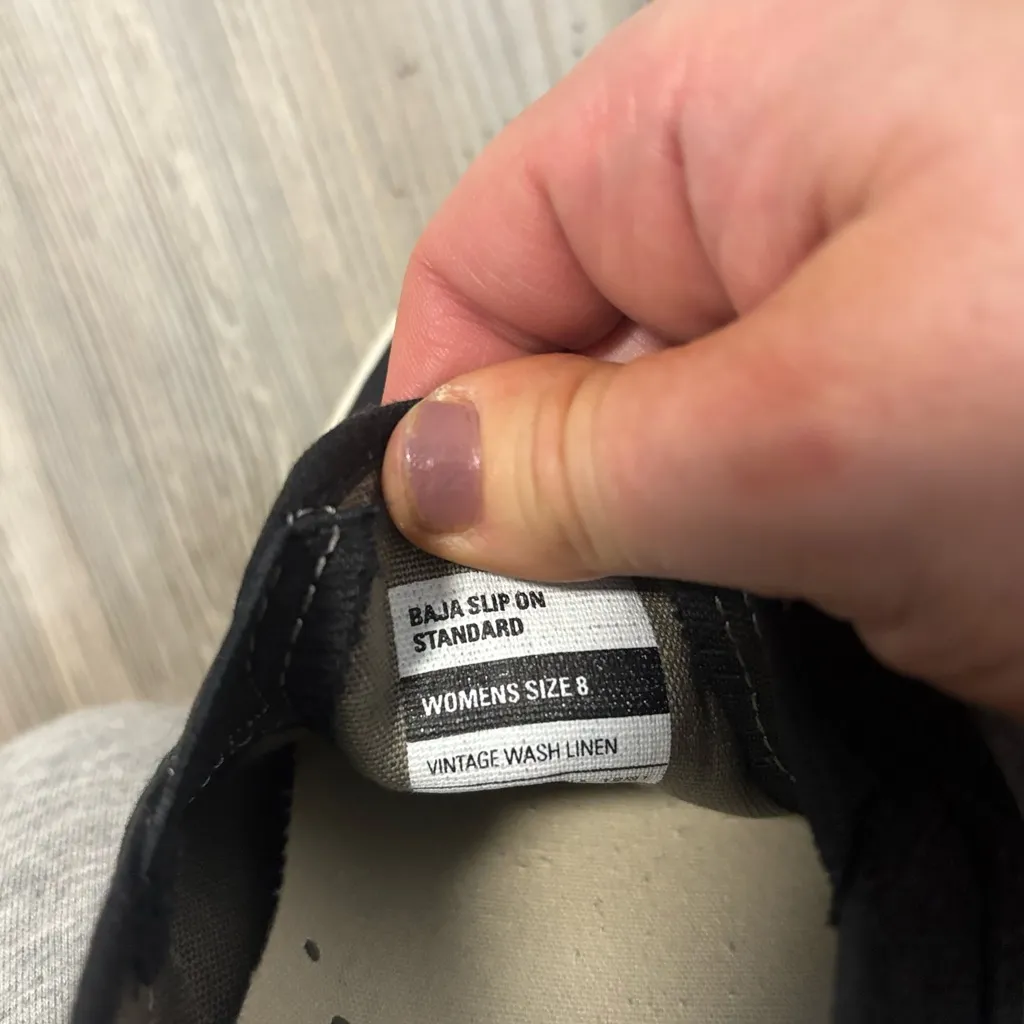 BAJA SLIP ON
STANDARD
WOMENS SIZE 8
VINTAGE WASH LINEN